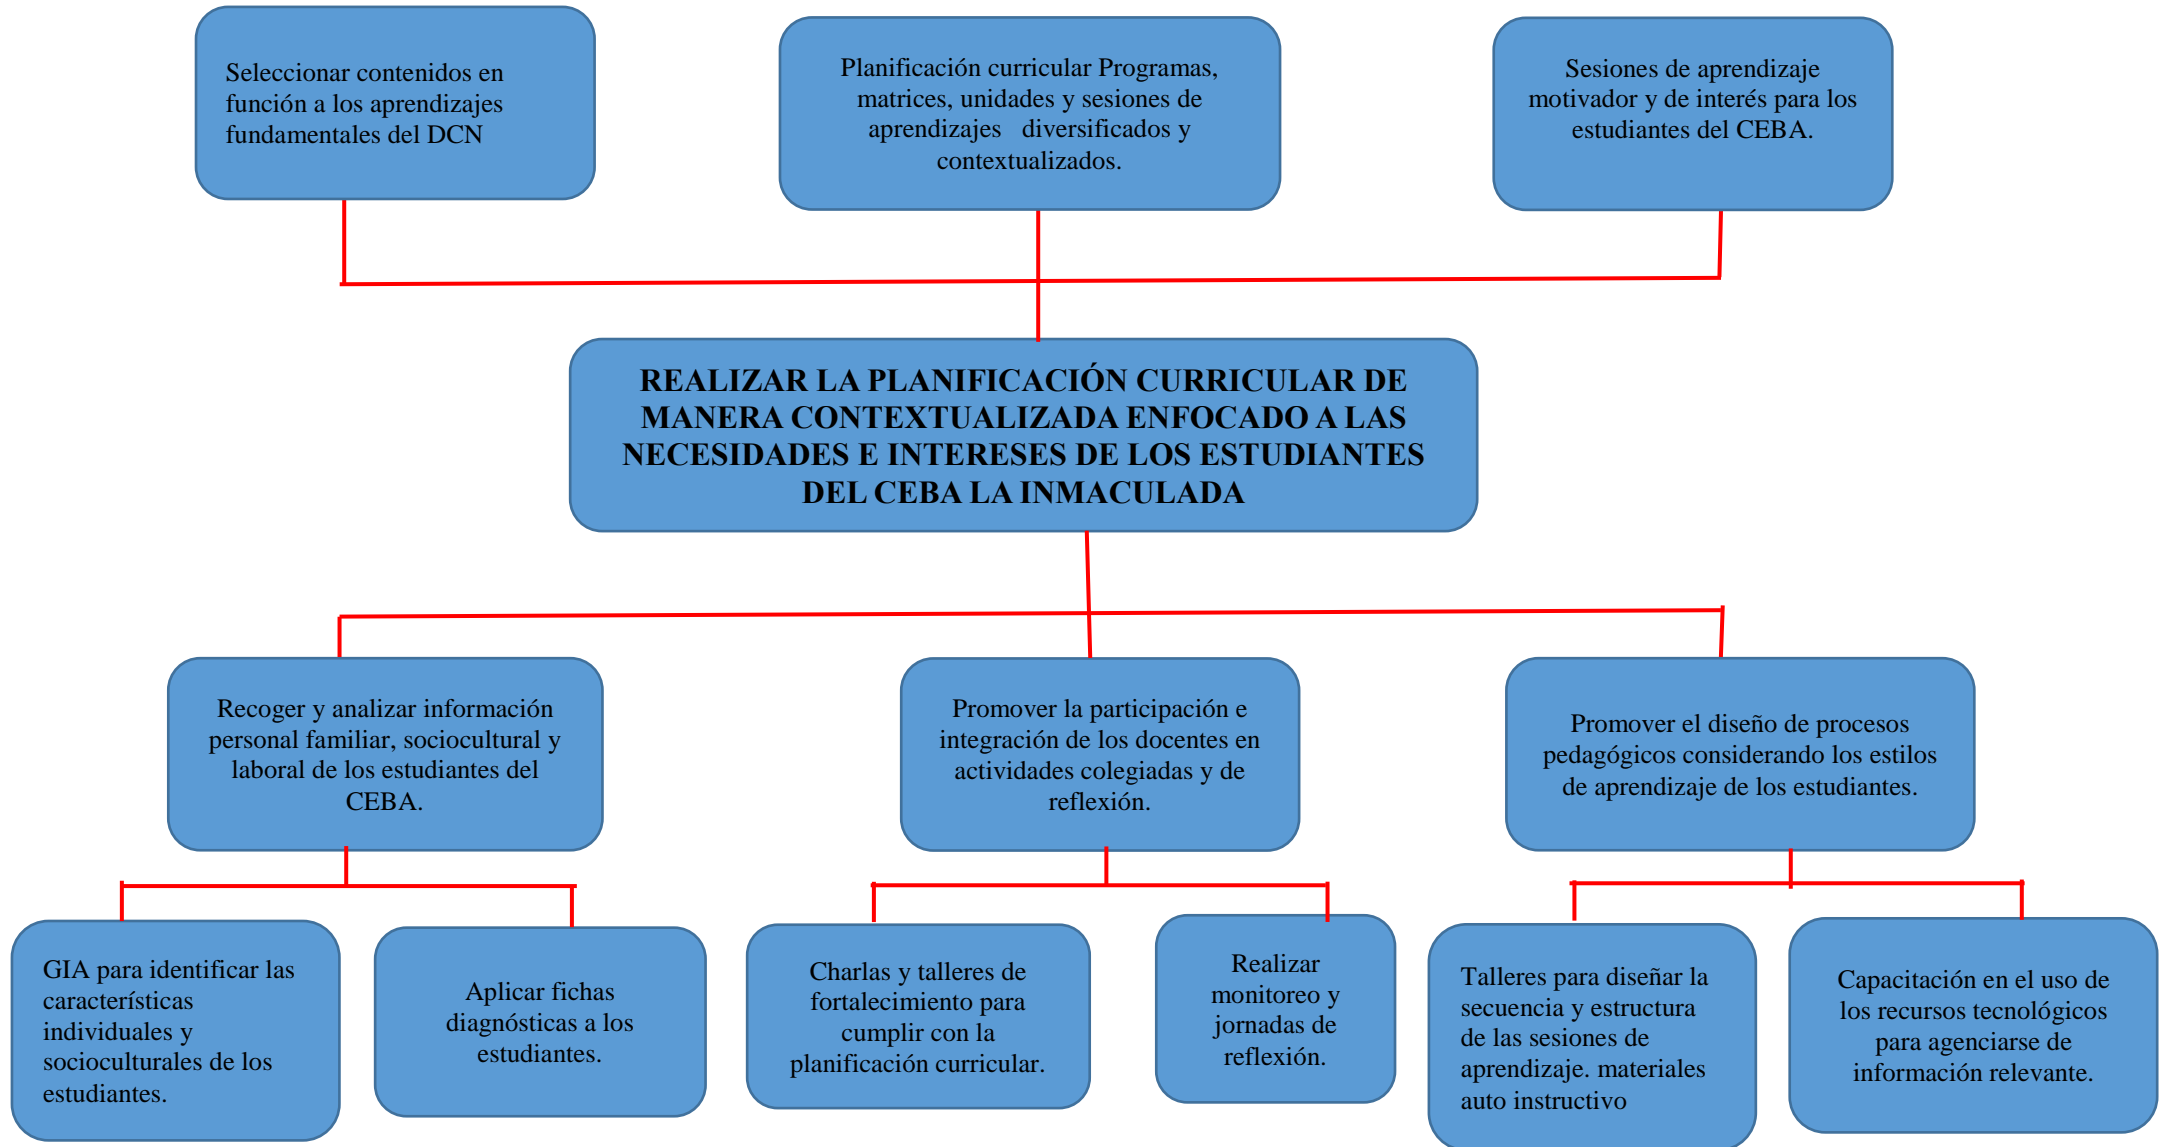 Seleccionar contenidos en
función a los aprendizajes
fundamentales del DCN
Planificación curricular Programas,
matrices, unidades y sesiones de
aprendizajes diversificados y
contextualizados.
Sesiones de aprendizaje
motivador y de interés para los
estudiantes del CEBA.
REALIZAR LA PLANIFICACIÓN CURRICULAR DE
MANERA CONTEXTUALIZADA ENFOCADO A LAS
NECESIDADES E INTERESES DE LOS ESTUDIANTES
DEL CEBA LA INMACULADA
Recoger y analizar información
personal familiar, sociocultural y
laboral de los estudiantes del
CEBA.
Promover la participación e
integración de los docentes en
actividades colegiadas y de
reflexión.
Promover el diseño de procesos
pedagógicos considerando los estilos
de aprendizaje de los estudiantes.
GIA para identificar las
características
individuales y
socioculturales de los
estudiantes.
Aplicar fichas
diagnósticas a los
estudiantes.
Charlas y talleres de
fortalecimiento para
cumplir con la
planificación curricular.
Realizar
monitoreo y
jornadas de
reflexión.
Talleres para diseñar la
secuencia y estructura
de las sesiones de
aprendizaje. materiales
auto instructivo
Capacitación en el uso de
los recursos tecnológicos
para agenciarse de
información relevante.